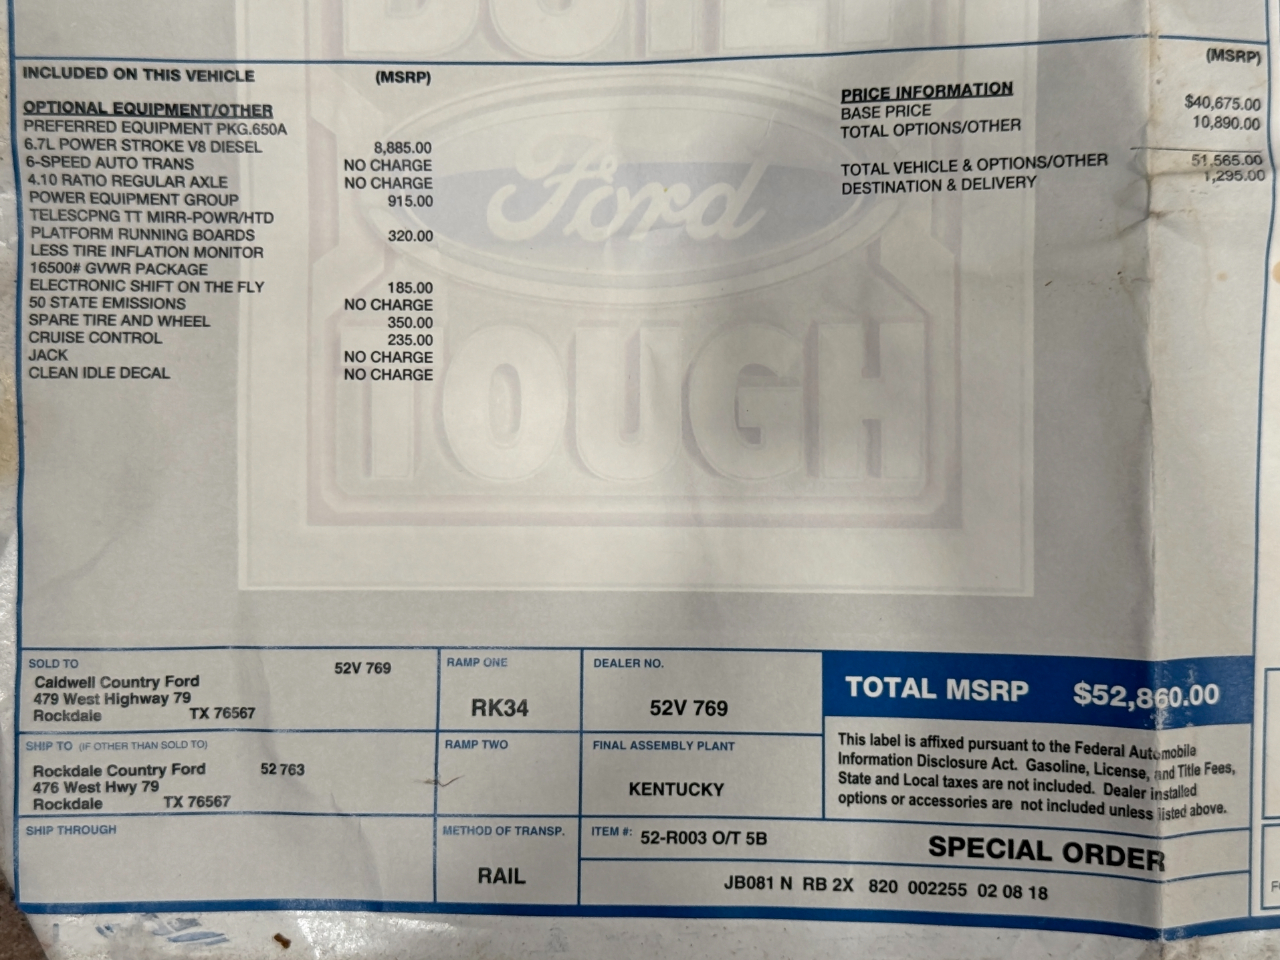 BUILT
Ford
TOUGH
INCLUDED ON THIS VEHICLE (MSRP)
OPTIONAL EQUIPMENT/OTHER
PREFERRED EQUIPMENT PKG.650A
6.7L POWER STROKE V8 DIESEL 8,885.00
6-SPEED AUTO TRANS NO CHARGE
4.10 RATIO REGULAR AXLE NO CHARGE
POWER EQUIPMENT GROUP 915.00
TELESCPNG TT MIRR-POWR/HTD
PLATFORM RUNNING BOARDS 320.00
LESS TIRE INFLATION MONITOR
16500# GVWR PACKAGE
ELECTRONIC SHIFT ON THE FLY 185.00
50 STATE EMISSIONS NO CHARGE
SPARE TIRE AND WHEEL 350.00
CRUISE CONTROL 235.00
JACK NO CHARGE
CLEAN IDLE DECAL NO CHARGE
(MSRP)
PRICE INFORMATION
BASE PRICE $40,675.00
TOTAL OPTIONS/OTHER 10,890.00
TOTAL VEHICLE & OPTIONS/OTHER 51,565.00
DESTINATION & DELIVERY 1,295.00
SOLD TO 52V 769
Caldwell Country Ford
479 West Highway 79
Rockdale TX 76567
SHIP TO (IF OTHER THAN SOLD TO)
Rockdale Country Ford 52 763
476 West Hwy 79
Rockdale TX 76567
SHIP THROUGH
RAMP ONE
RK34
RAMP TWO
METHOD OF TRANSP.
RAIL
DEALER NO.
52V 769
FINAL ASSEMBLY PLANT
KENTUCKY
ITEM #: 52-R003 O/T 5B
TOTAL MSRP $52,860.00
This label is affixed pursuant to the Federal Automobile
Information Disclosure Act. Gasoline, License, and Title Fees,
State and Local taxes are not included. Dealer installed
options or accessories are not included unless listed above.
SPECIAL ORDER
JB081 N RB 2X 820 002255 02 08 18